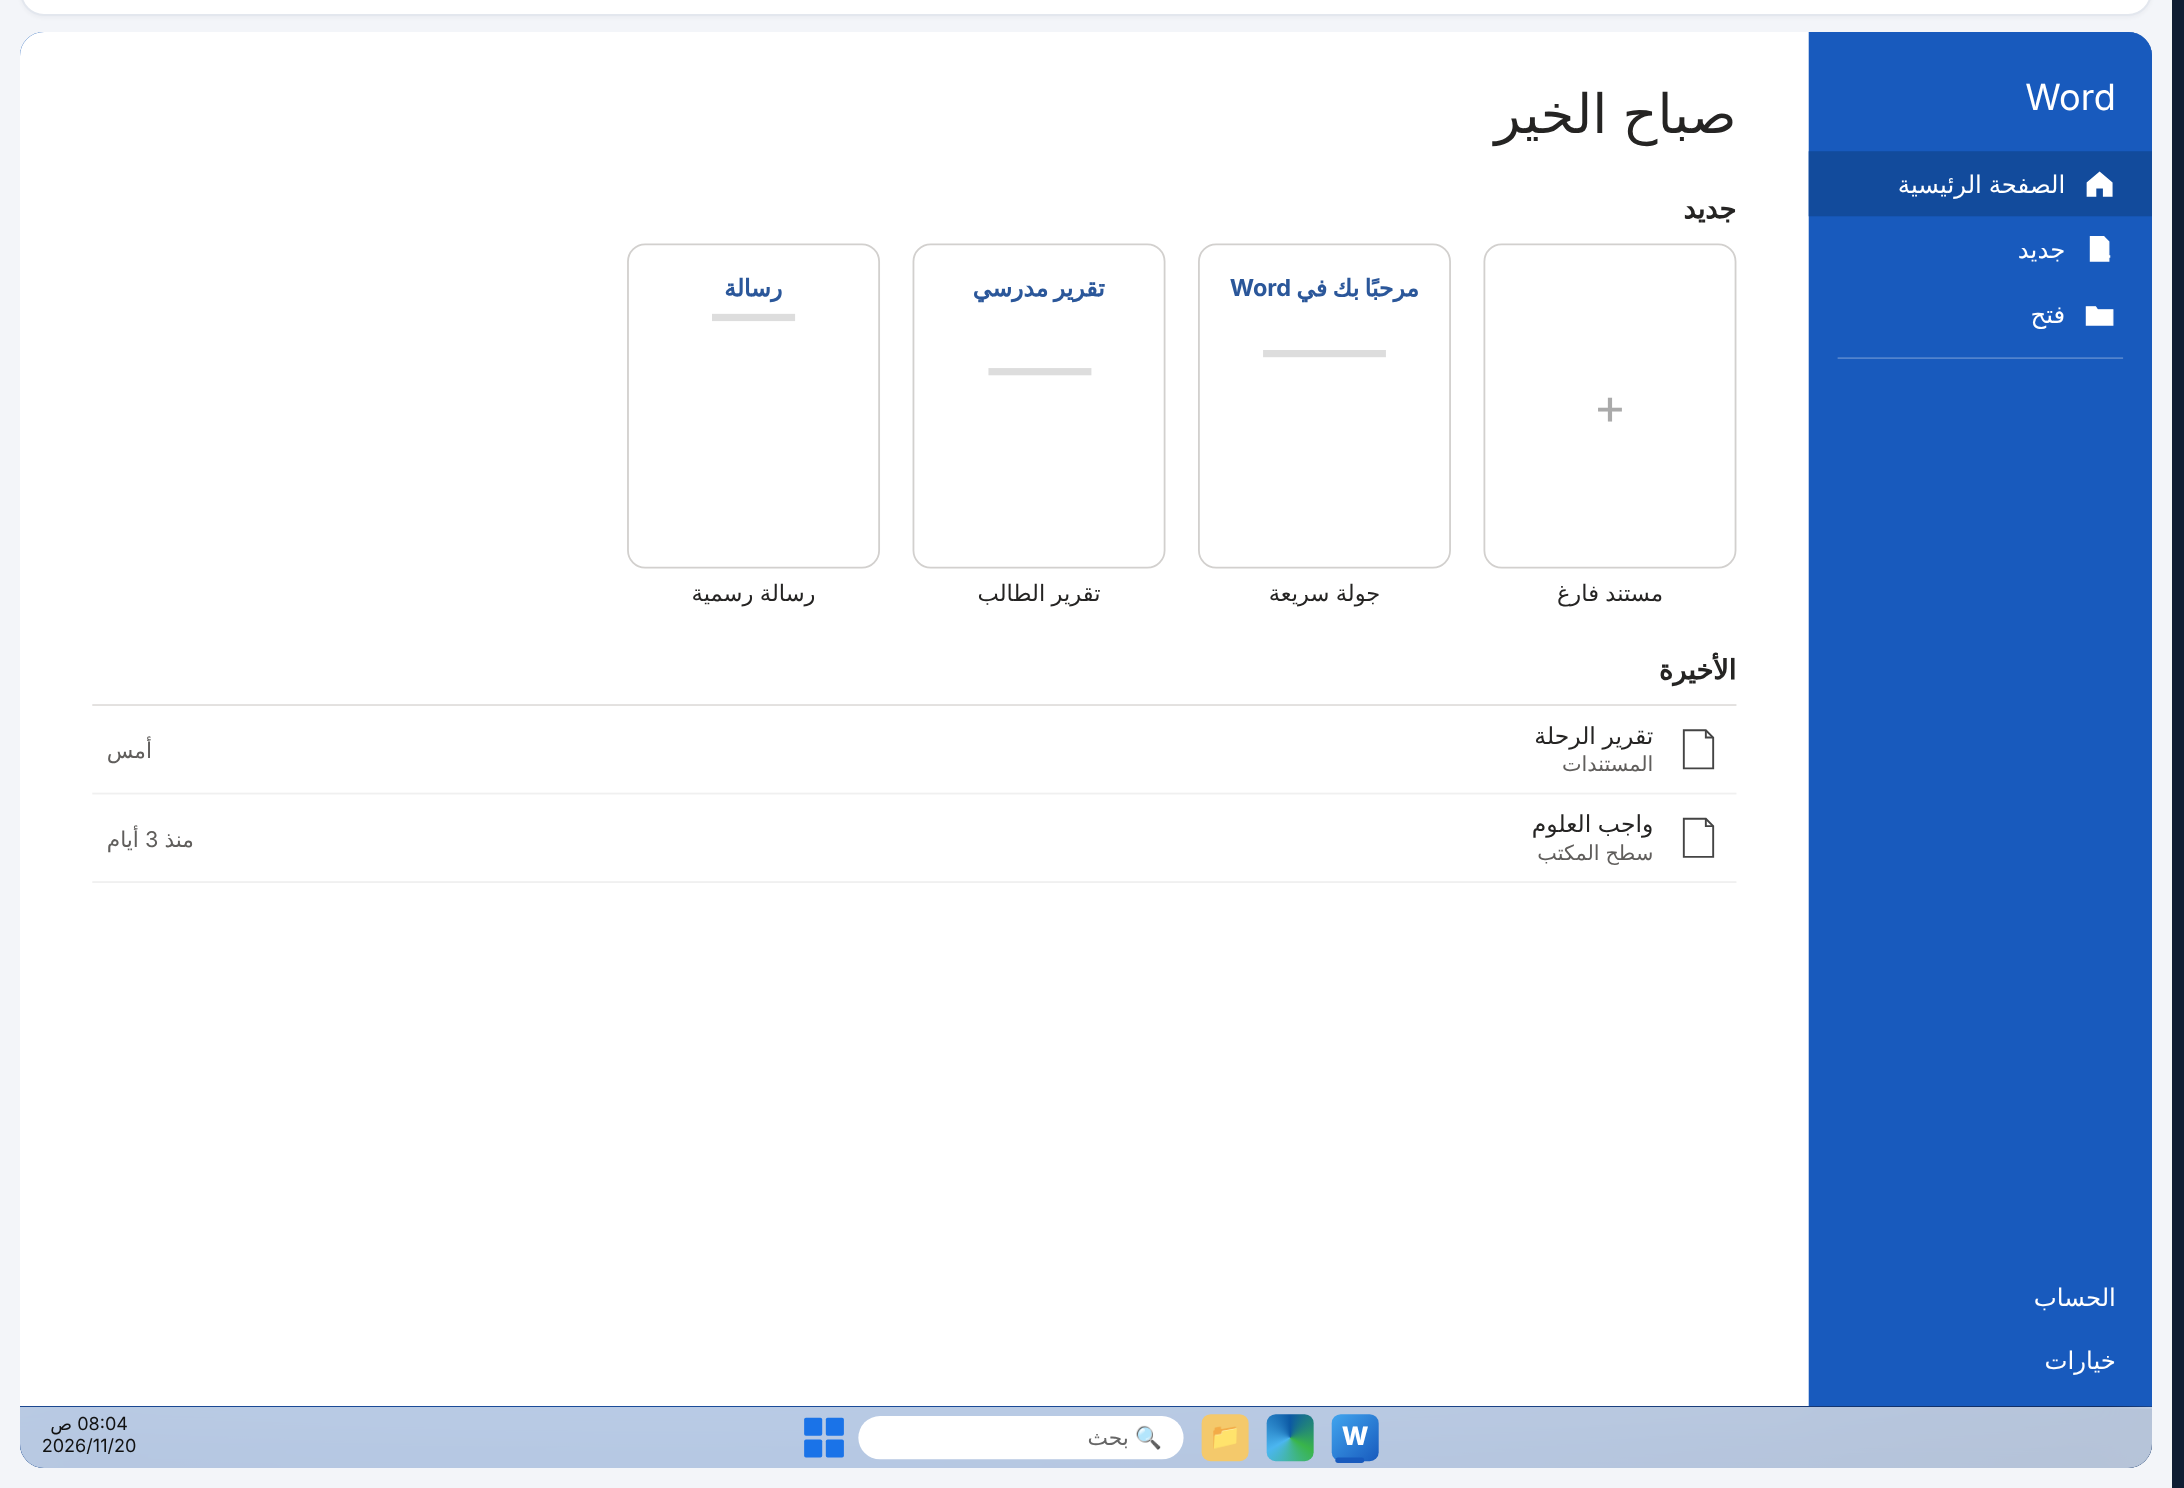 Word
الصفحة الرئيسية
جديد
فتح
الحساب
خيارات
صباح الخير
جديد
مرحبًا بك في Word
تقرير مدرسي
رسالة
مستند فارغ
جولة سريعة
تقرير الطالب
رسالة رسمية
الأخيرة
تقرير الرحلة
المستندات
أمس
واجب العلوم
سطح المكتب
منذ 3 أيام
W
بحث
08:04 ص
2026/11/20